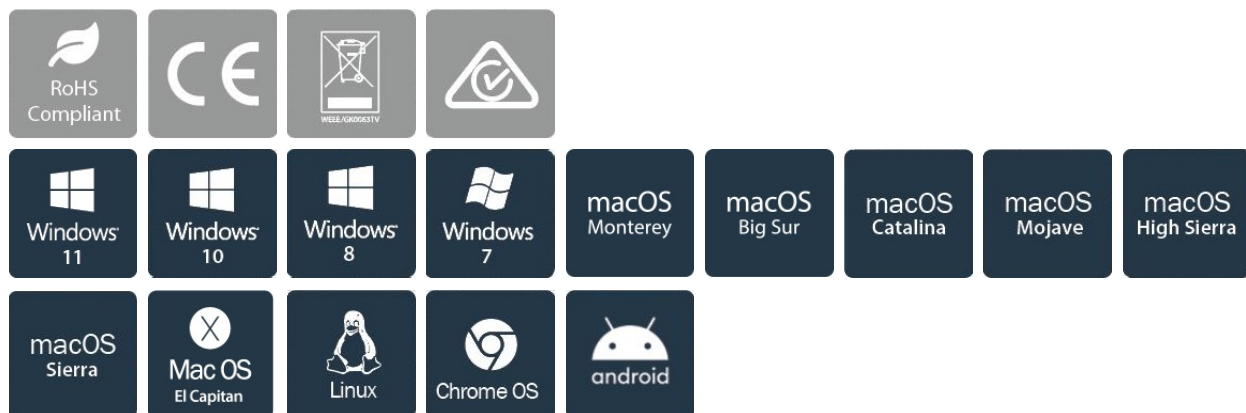 RoHS
Compliant
CE
WEEE/GK0063TV
Windows
11
Windows
10
Windows
8
Windows
7
macOS
Monterey
macOS
Big Sur
macOS
Catalina
macOS
Mojave
macOS
High Sierra
macOS
Sierra
X
Mac OS
El Capitan
Linux
Chrome OS
android